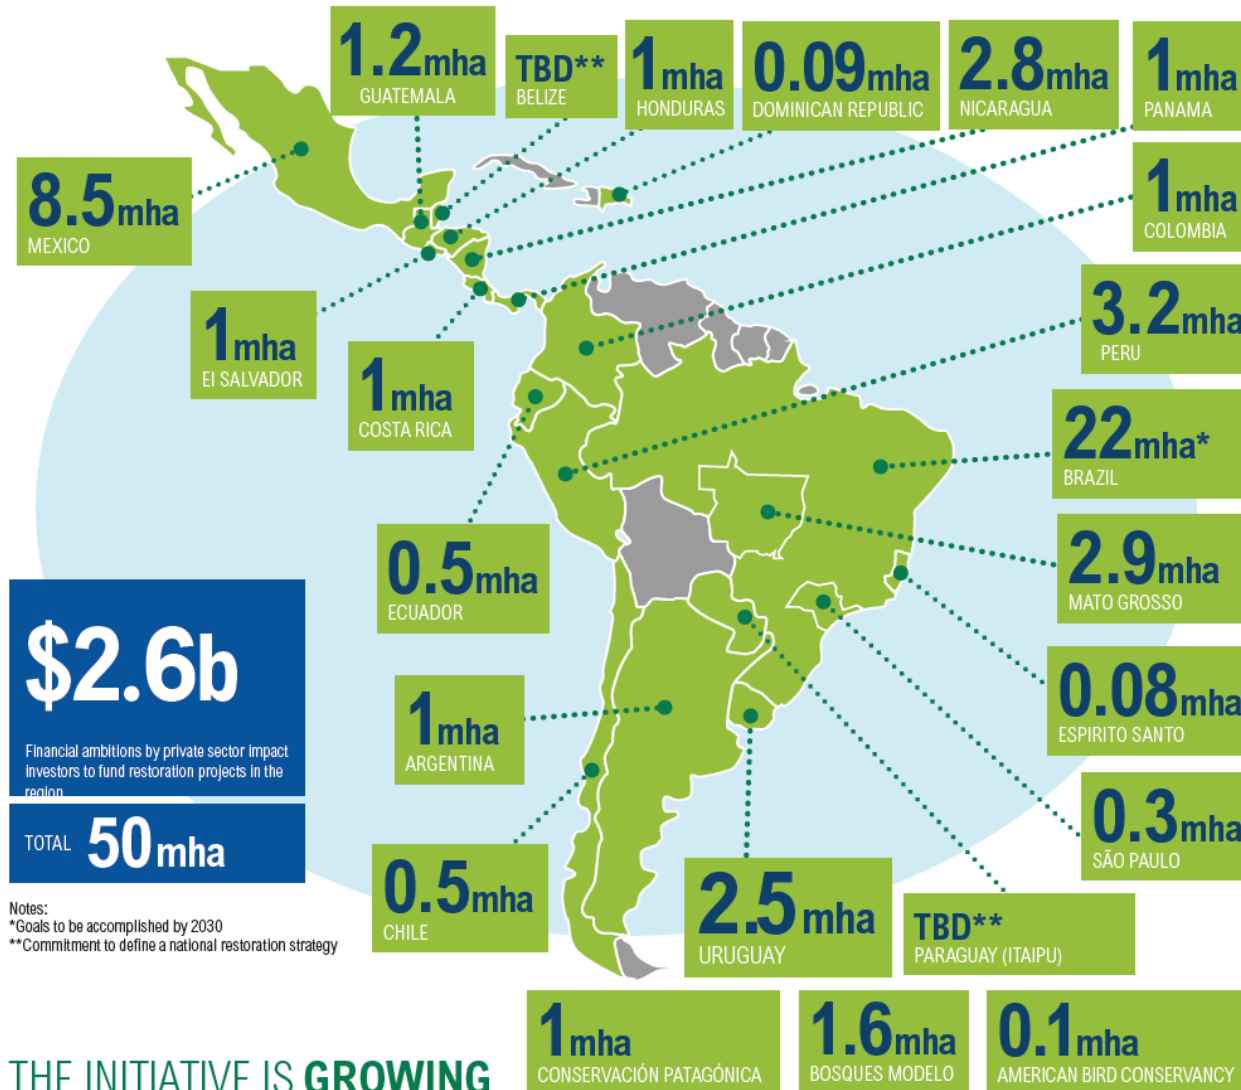 1.2mha
GUATEMALA
TBD**
BELIZE
1mha
HONDURAS
0.09mha
DOMINICAN REPUBLIC
2.8mha
NICARAGUA
1mha
PANAMA
8.5mha
MEXICO
1mha
COLOMBIA
1mha
El SALVADOR
1mha
COSTA RICA
3.2mha
PERU
22mha*
BRAZIL
0.5mha
ECUADOR
2.9mha
MATO GROSSO
$2.6b
Financial ambitions by private sector impact
investors to fund restoration projects in the
region
TOTAL 50mha
1mha
ARGENTINA
0.08mha
ESPIRITO SANTO
0.3mha
SÃO PAULO
0.5mha
CHILE
2.5mha
URUGUAY
TBD**
PARAGUAY (ITAIPU)
Notes:
*Goals to be accomplished by 2030
**Commitment to define a national restoration strategy
1mha
CONSERVACIÓN PATAGÓNICA
1.6mha
BOSQUES MODELO
0.1mha
AMERICAN BIRD CONSERVANCY
THE INITIATIVE IS GROWING